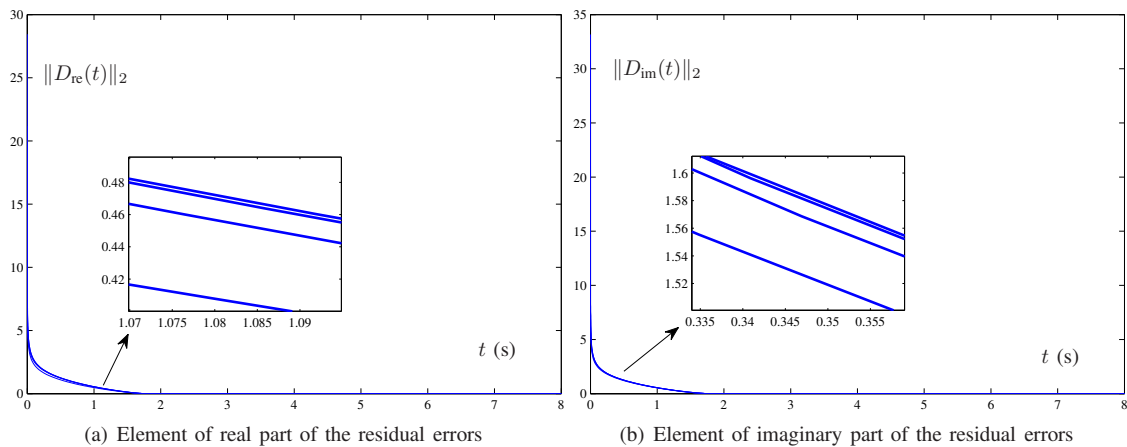 30
25
20
15
10
5
0
‖D_re(t)‖_2
0.48
0.46
0.44
0.42
1.07 1.075 1.08 1.085 1.09
t (s)
0 1 2 3 4 5 6 7 8
(a) Element of real part of the residual errors
35
30
25
20
15
10
5
0
‖D_im(t)‖_2
1.6
1.58
1.56
1.54
1.52
0.335 0.34 0.345 0.35 0.355
t (s)
0 1 2 3 4 5 6 7 8
(b) Element of imaginary part of the residual errors